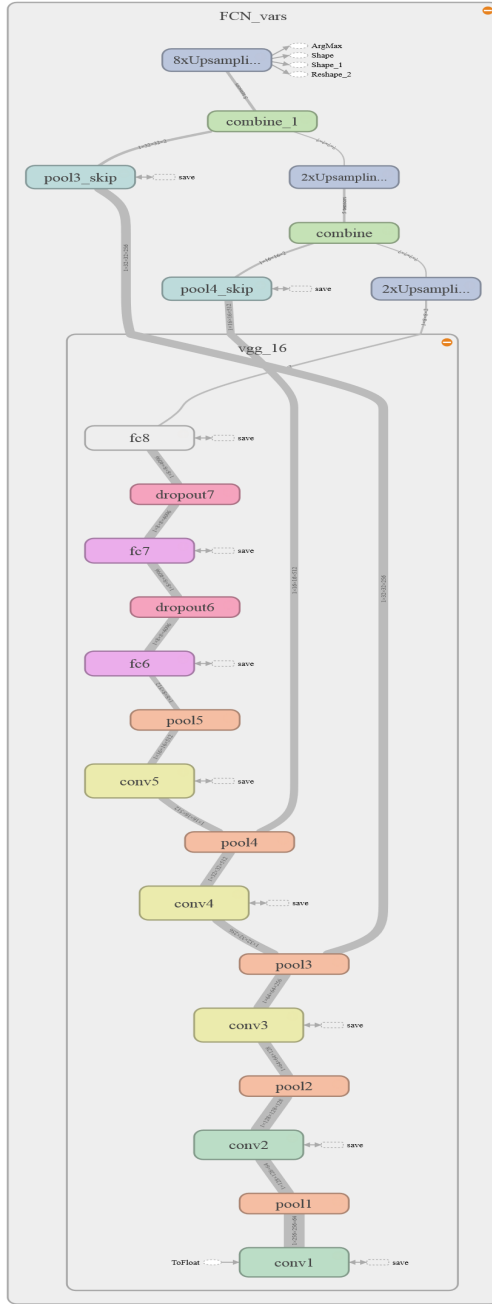 FCN_vars
ArgMax
8xUpsampli...
Shape
Shape_1
Reshape_2
combine_1
pool3_skip
save
2xUpsamplin...
combine
pool4_skip
save
2xUpsampli...
vgg_16
fc8
save
dropout7
fc7
save
dropout6
fc6
save
pool5
conv5
save
pool4
conv4
save
pool3
conv3
save
pool2
conv2
save
pool1
ToFloat
conv1
save